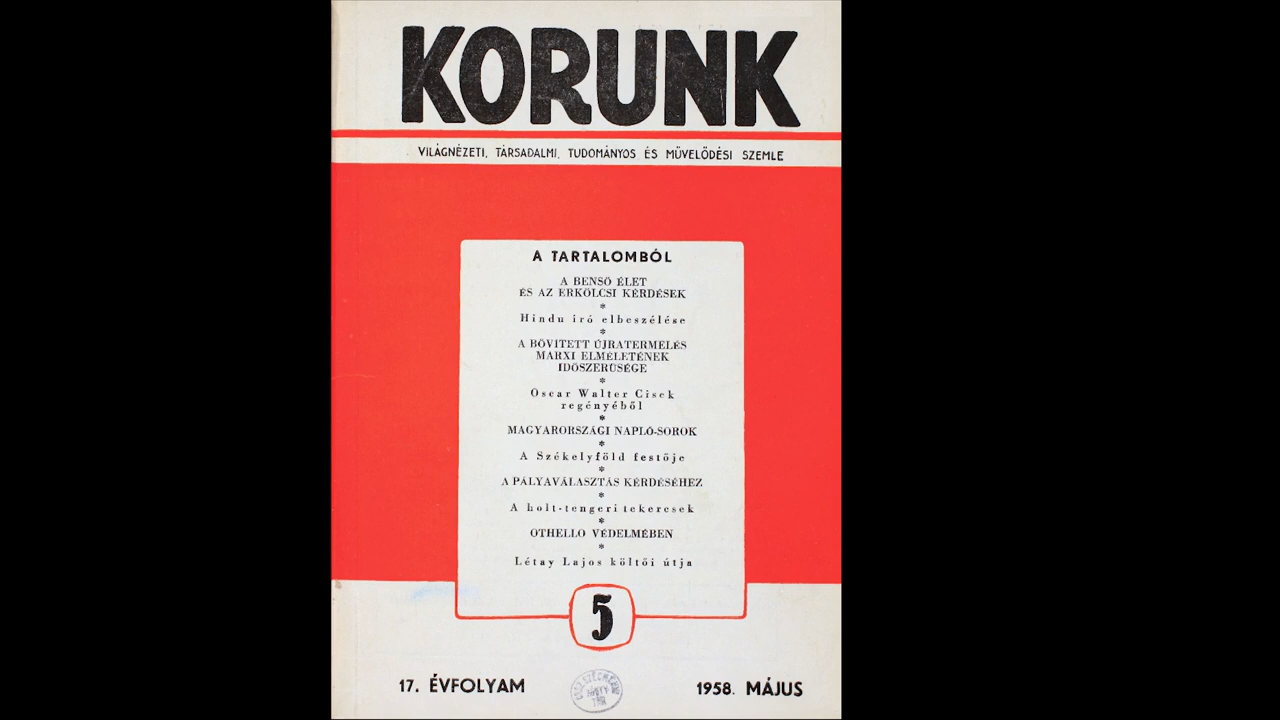 KORUNK
VILÁGNÉZETI, TÁRSADALMI, TUDOMÁNYOS ÉS MŰVELŐDÉSI SZEMLE
A TARTALOMBÓL
A BENSŐ ÉLET
ÉS AZ ERKÖLCSI KÉRDÉSEK
*
Hindu író elbeszélése
*
A BŐVITETT ÚJRATERMELÉS
MARXI ELMÉLETÉNEK
IDŐSZERŰSÉGE
*
Oscar Walter Cisek
regényéből
*
MAGYARORSZÁGI NAPLÓ-SOROK
*
A Székelyföld festője
*
A PÁLYAVÁLASZTÁS KÉRDÉSÉHEZ
*
A holt-tengeri tekercsek
*
OTHELLO VÉDELMÉBEN
*
Létay Lajos költői útja
5
17. ÉVFOLYAM
1958. MÁJUS